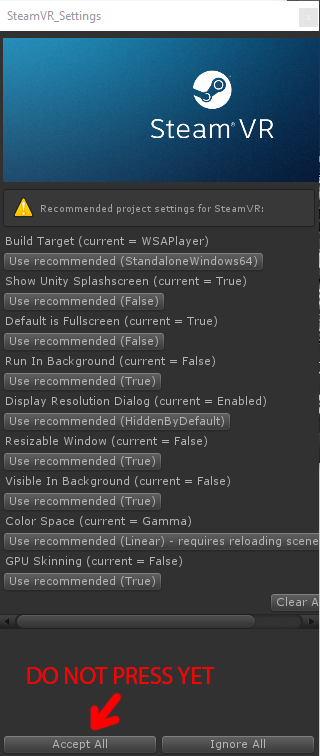 SteamVR_Settings
x
STEAM® VR
Recommended project settings for SteamVR:
Build Target (current = WSAPlayer)
Use recommended (StandaloneWindows64)
Show Unity Splashscreen (current = True)
Use recommended (False)
Default is Fullscreen (current = True)
Use recommended (False)
Run In Background (current = False)
Use recommended (True)
Display Resolution Dialog (current = Enabled)
Use recommended (HiddenByDefault)
Resizable Window (current = False)
Use recommended (True)
Visible In Background (current = False)
Use recommended (True)
Color Space (current = Gamma)
Use recommended (Linear) - requires reloading scene
GPU Skinning (current = False)
Use recommended (True)
Clear A
DO NOT PRESS YET
Accept All
Ignore All